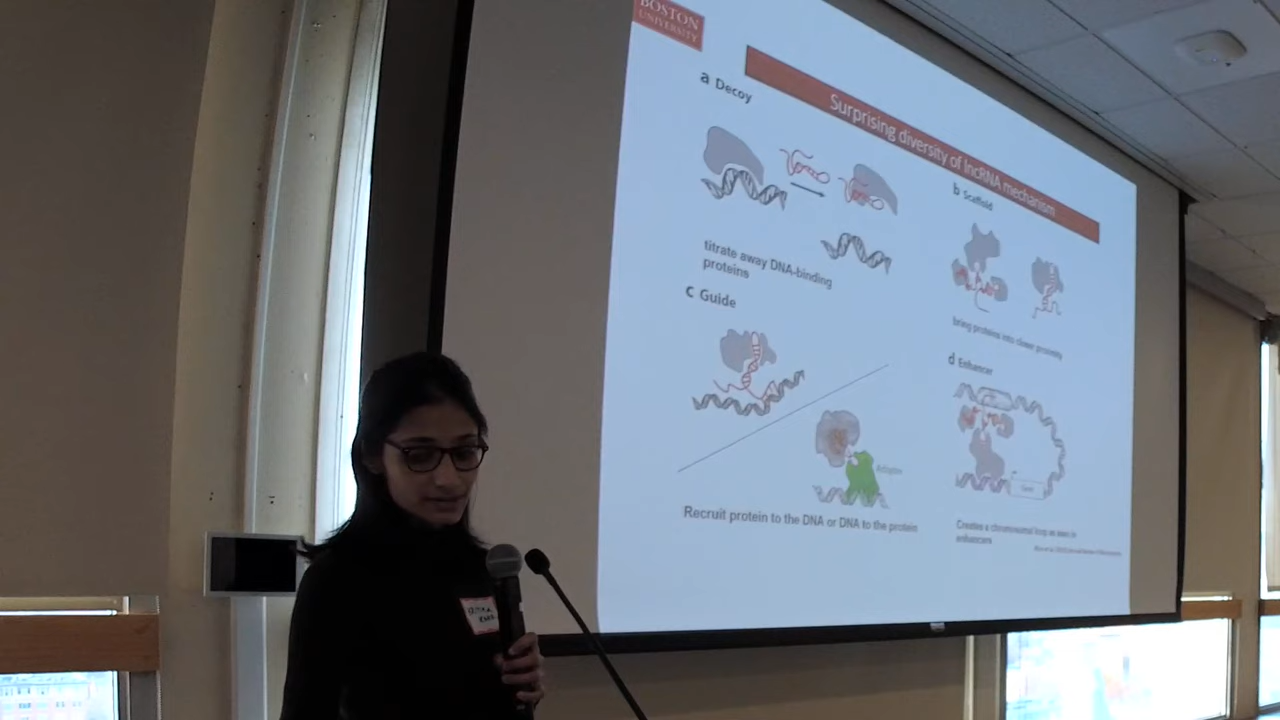 BOSTON
UNIVERSITY
Surprising diversity of lncRNA mechanism
a Decoy
titrate away DNA-binding
proteins
b Scaffold
bring proteins into closer proximity
c Guide
Recruit protein to the DNA or DNA to the protein
d Enhancer
Creates a chromosomal loop as seen in
enhancers